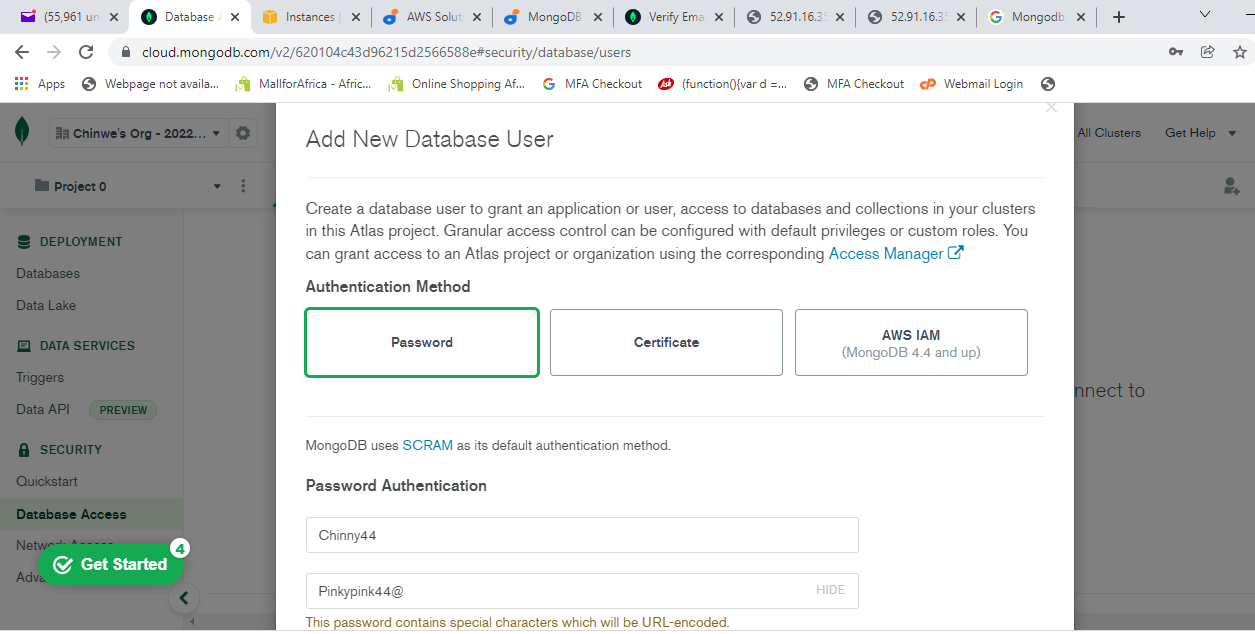 (55,961 un
Database
Instances |
AWS Solut
MongoDB
Verify Ema
52.91.16.35
52.91.16.35
Mongodb
cloud.mongodb.com/v2/620104c43d96215d2566588e#security/database/users
Apps
Webpage not availa...
MallforAfrica - Afric...
Online Shopping Af...
MFA Checkout
Ask
(function(){var d =...
MFA Checkout
Webmail Login
Chinwe's Org - 2022...
All Clusters
Get Help
Project 0
DEPLOYMENT
Databases
Data Lake
DATA SERVICES
Triggers
Data API PREVIEW
SECURITY
Quickstart
Database Access
Network Access
Adva
Get Started
4
Add New Database User
Create a database user to grant an application or user, access to databases and collections in your clusters
in this Atlas project. Granular access control can be configured with default privileges or custom roles. You
can grant access to an Atlas project or organization using the corresponding Access Manager
Authentication Method
Password
Certificate
AWS IAM
(MongoDB 4.4 and up)
nnect to
MongoDB uses SCRAM as its default authentication method.
Password Authentication
Chinny44
Pinkypink44@ HIDE
This password contains special characters which will be URL-encoded.